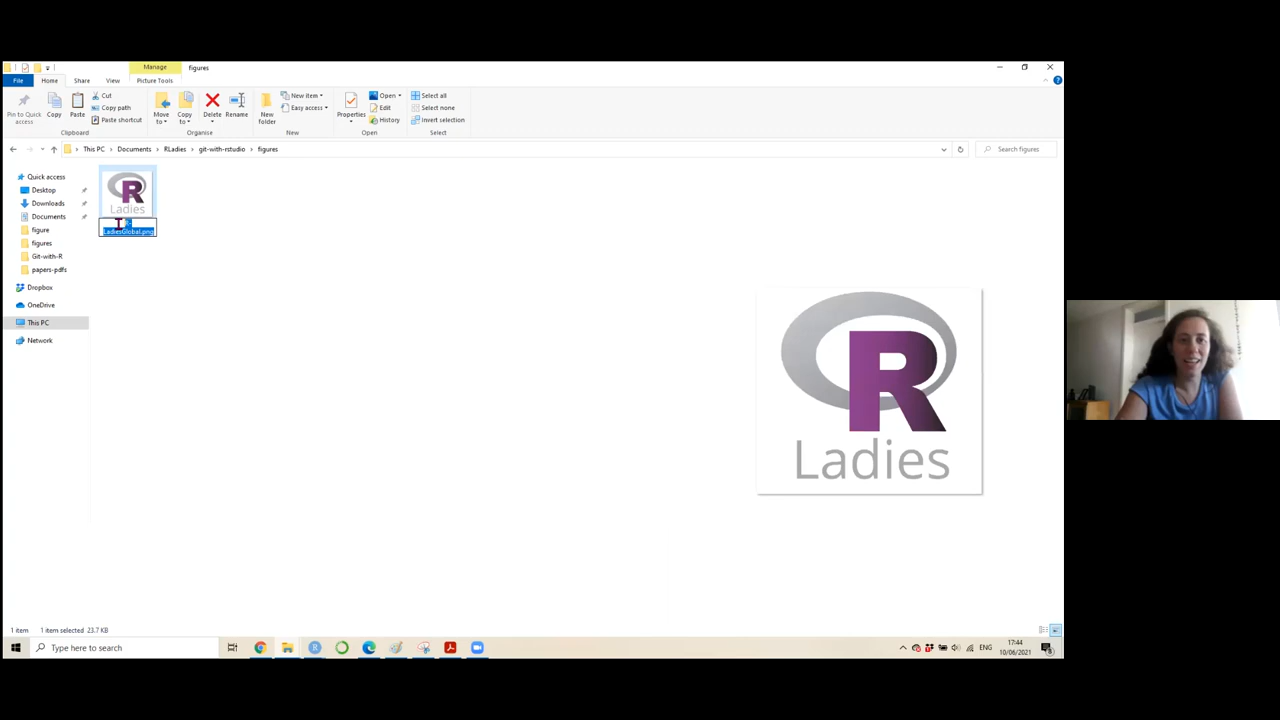 Manage
figures
File
Home
Share
View
Picture Tools
Pin to Quick
access
Copy
Paste
Cut
Copy path
Paste shortcut
Clipboard
Move
to
Copy
to
Delete
Rename
Organise
New
folder
New item
Easy access
New
Properties
Open
Edit
History
Open
Select all
Select none
Invert selection
Select
This PC > Documents > RLadies > git-with-rstudio > figures
Search figures
Quick access
Desktop
Downloads
Documents
figure
figures
Git-with-R
papers-pdfs
Dropbox
OneDrive
This PC
Network
R
Ladies
R-
LadiesGlobal.png
R
Ladies
1 item
1 item selected 23.7 KB
Type here to search
ENG
17:44
10/06/2021